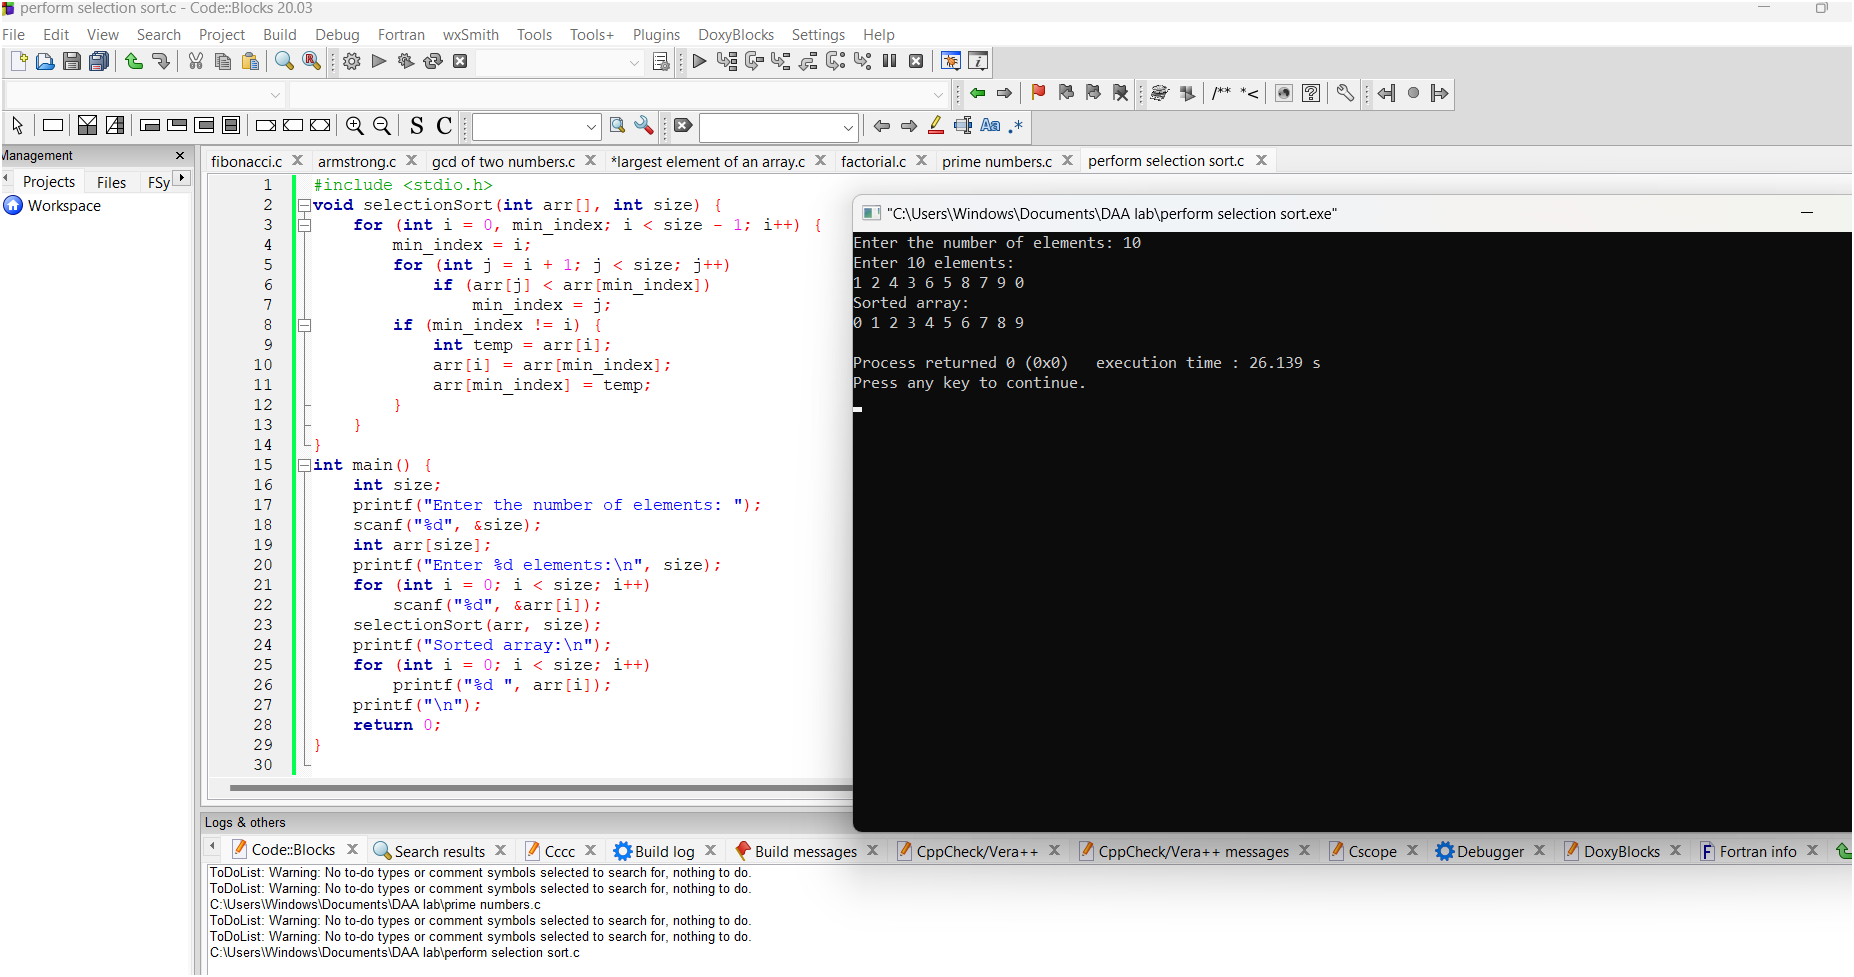 perform selection sort.c - Code::Blocks 20.03
File Edit View Search Project Build Debug Fortran wxSmith Tools Tools+ Plugins DoxyBlocks Settings Help
/** *<
S C
Aa .*
Management
fibonacci.c armstrong.c gcd of two numbers.c *largest element of an array.c factorial.c prime numbers.c perform selection sort.c
Projects Files FSy
Workspace
1 #include <stdio.h>
2 void selectionSort(int arr[], int size) {
3 for (int i = 0, min_index; i < size - 1; i++) {
4 min_index = i;
5 for (int j = i + 1; j < size; j++)
6 if (arr[j] < arr[min_index])
7 min_index = j;
8 if (min_index != i) {
9 int temp = arr[i];
10 arr[i] = arr[min_index];
11 arr[min_index] = temp;
12 }
13 }
14 }
15 int main() {
16 int size;
17 printf("Enter the number of elements: ");
18 scanf("%d", &size);
19 int arr[size];
20 printf("Enter %d elements:\n", size);
21 for (int i = 0; i < size; i++)
22 scanf("%d", &arr[i]);
23 selectionSort(arr, size);
24 printf("Sorted array:\n");
25 for (int i = 0; i < size; i++)
26 printf("%d ", arr[i]);
27 printf("\n");
28 return 0;
29 }
30
"C:\Users\Windows\Documents\DAA lab\perform selection sort.exe"
Enter the number of elements: 10
Enter 10 elements:
1 2 4 3 6 5 8 7 9 0
Sorted array:
0 1 2 3 4 5 6 7 8 9
Process returned 0 (0x0)   execution time : 26.139 s
Press any key to continue.
Logs & others
Code::Blocks Search results Cccc Build log Build messages CppCheck/Vera++ CppCheck/Vera++ messages Cscope Debugger DoxyBlocks Fortran info
ToDoList: Warning: No to-do types or comment symbols selected to search for, nothing to do.
ToDoList: Warning: No to-do types or comment symbols selected to search for, nothing to do.
C:\Users\Windows\Documents\DAA lab\prime numbers.c
ToDoList: Warning: No to-do types or comment symbols selected to search for, nothing to do.
ToDoList: Warning: No to-do types or comment symbols selected to search for, nothing to do.
C:\Users\Windows\Documents\DAA lab\perform selection sort.c